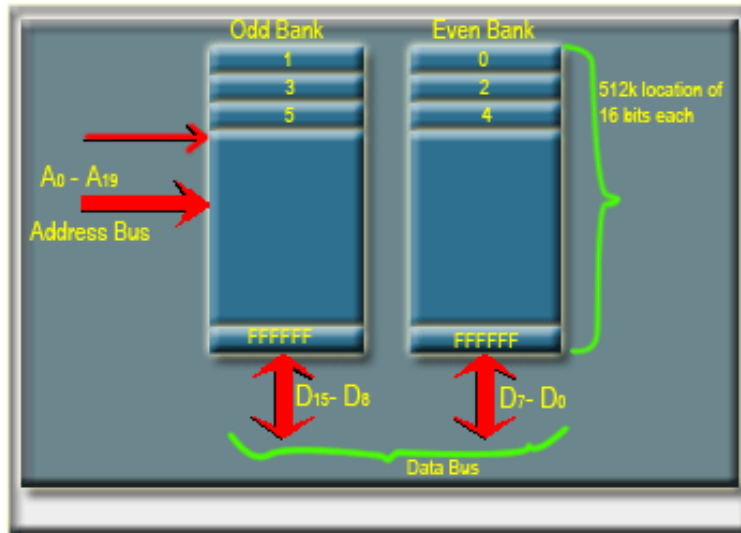 Odd Bank
Even Bank
1
0
3
2
5
4
512k location of
16 bits each
A0 - A19
Address Bus
FFFFFF
FFFFFF
D15- D8
D7- D0
Data Bus